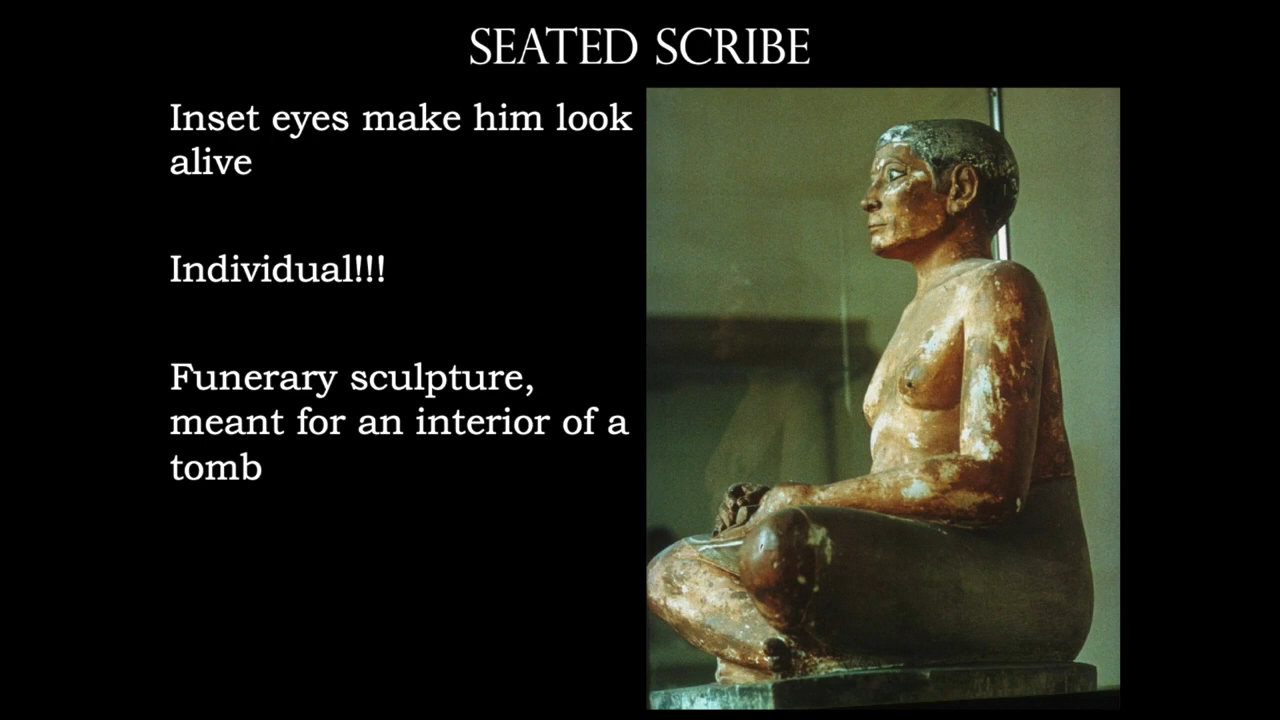 SEATED SCRIBE
Inset eyes make him look
alive
Individual!!!
Funerary sculpture,
meant for an interior of a
tomb